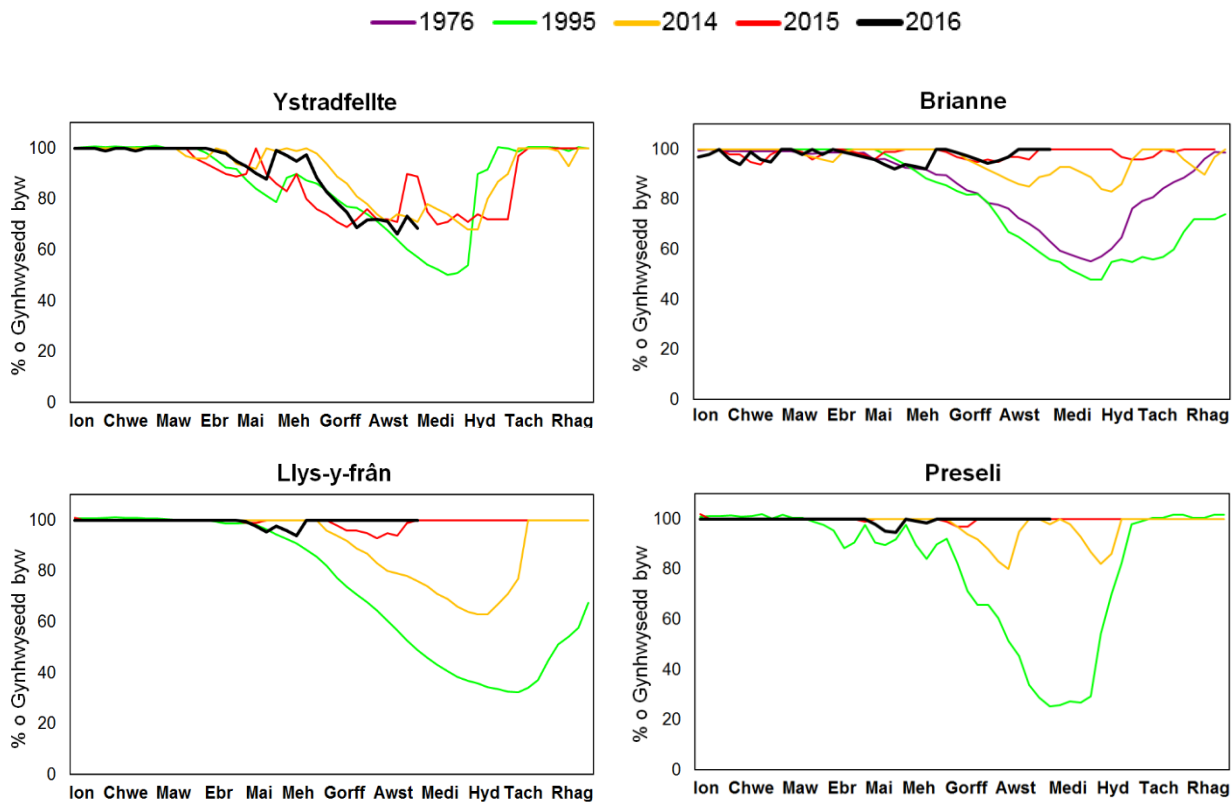 1976 1995 2014 2015 2016
Ystradfellte
% o Gynhwysedd byw
100
80
60
40
20
0
Ion Chwe Maw Ebr Mai Meh Gorff Awst Medi Hyd Tach Rhag
Brianne
% o Gynhwysedd byw
100
80
60
40
20
0
Ion Chwe Maw Ebr Mai Meh Gorff Awst Medi Hyd Tach Rhag
Llys-y-frân
% o Gynhwysedd byw
100
80
60
40
20
0
Ion Chwe Maw Ebr Mai Meh Gorff Awst Medi Hyd Tach Rhag
Preseli
% o Gynhwysedd byw
100
80
60
40
20
0
Ion Chwe Maw Ebr Mai Meh Gorff Awst Medi Hyd Tach Rhag